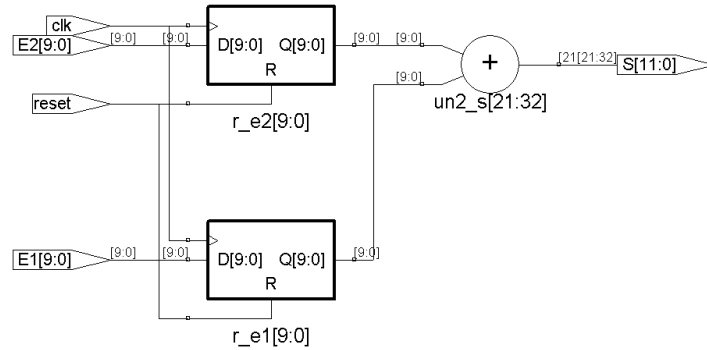 clk
E2[9:0]
[9:0]
[9:0]
D[9:0]
Q[9:0]
R
[9:0]
[9:0]
reset
r_e2[9:0]
[9:0]
+
un2_s[21:32]
[21[21:32]
S[11:0]
E1[9:0]
[9:0]
[9:0]
D[9:0]
Q[9:0]
R
[9:0]
r_e1[9:0]